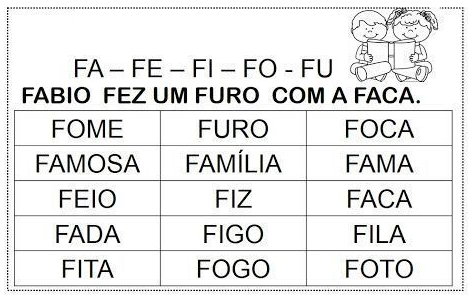 FA – FE – FI – FO - FU
FABIO FEZ UM FURO COM A FACA.
FOME FURO FOCA
FAMOSA FAMÍLIA FAMA
FEIO FIZ FACA
FADA FIGO FILA
FITA FOGO FOTO